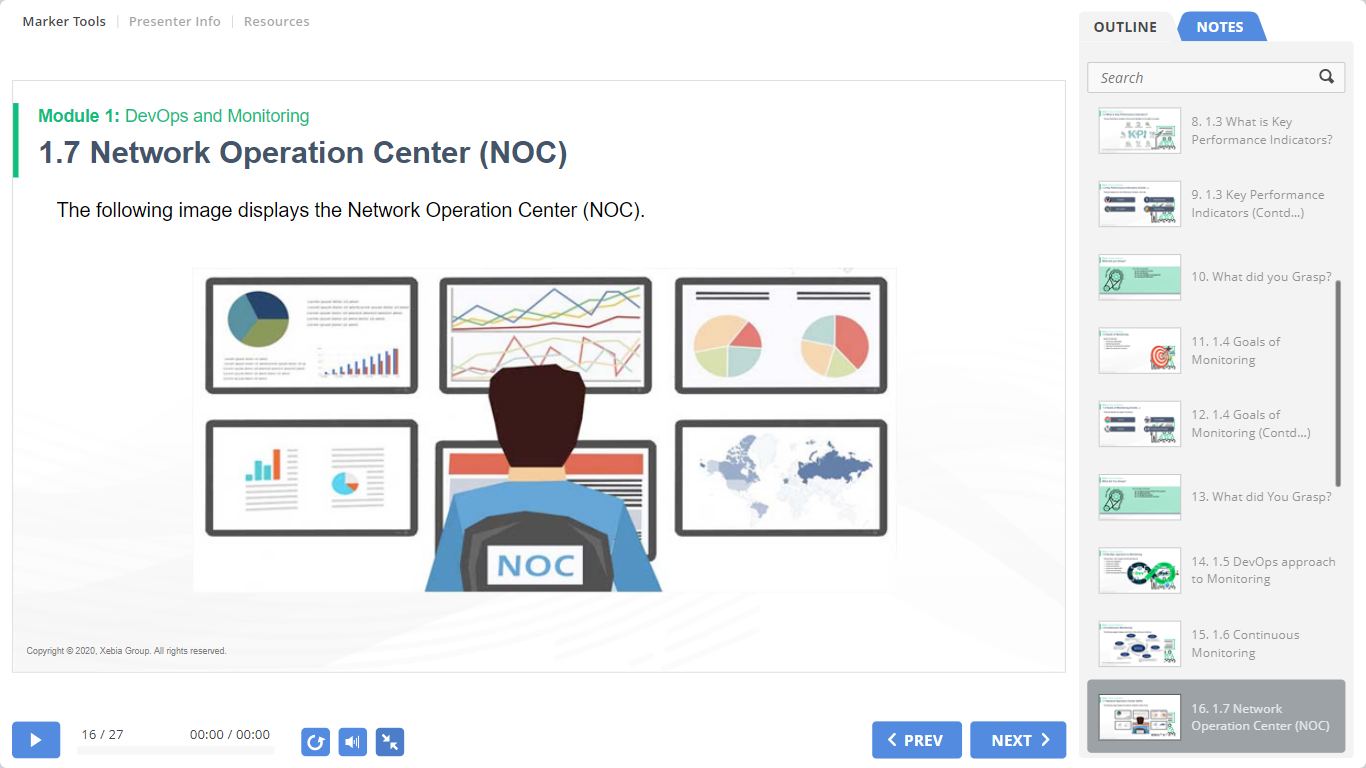 Marker Tools
Presenter Info
Resources
OUTLINE
NOTES
Search
Module 1: DevOps and Monitoring
1.7 Network Operation Center (NOC)
The following image displays the Network Operation Center (NOC).
NOC
Copyright © 2020, Xebia Group. All rights reserved.
8. 1.3 What is Key
Performance Indicators?
9. 1.3 Key Performance
Indicators (Contd...)
10. What did you Grasp?
11. 1.4 Goals of
Monitoring
12. 1.4 Goals of
Monitoring (Contd...)
13. What did You Grasp?
14. 1.5 DevOps approach
to Monitoring
15. 1.6 Continuous
Monitoring
16. 1.7 Network
Operation Center (NOC)
16 / 27
00:00 / 00:00
PREV
NEXT